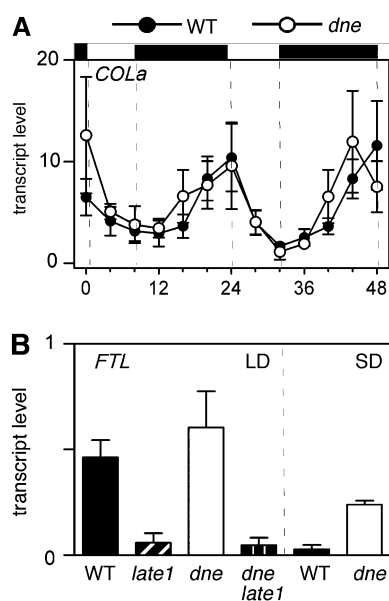 A WT dne
20 COLa
transcript level
10
0
0 12 24 36 48
B
1 FTL LD SD
transcript level
0
WT late1 dne dne late1 WT dne